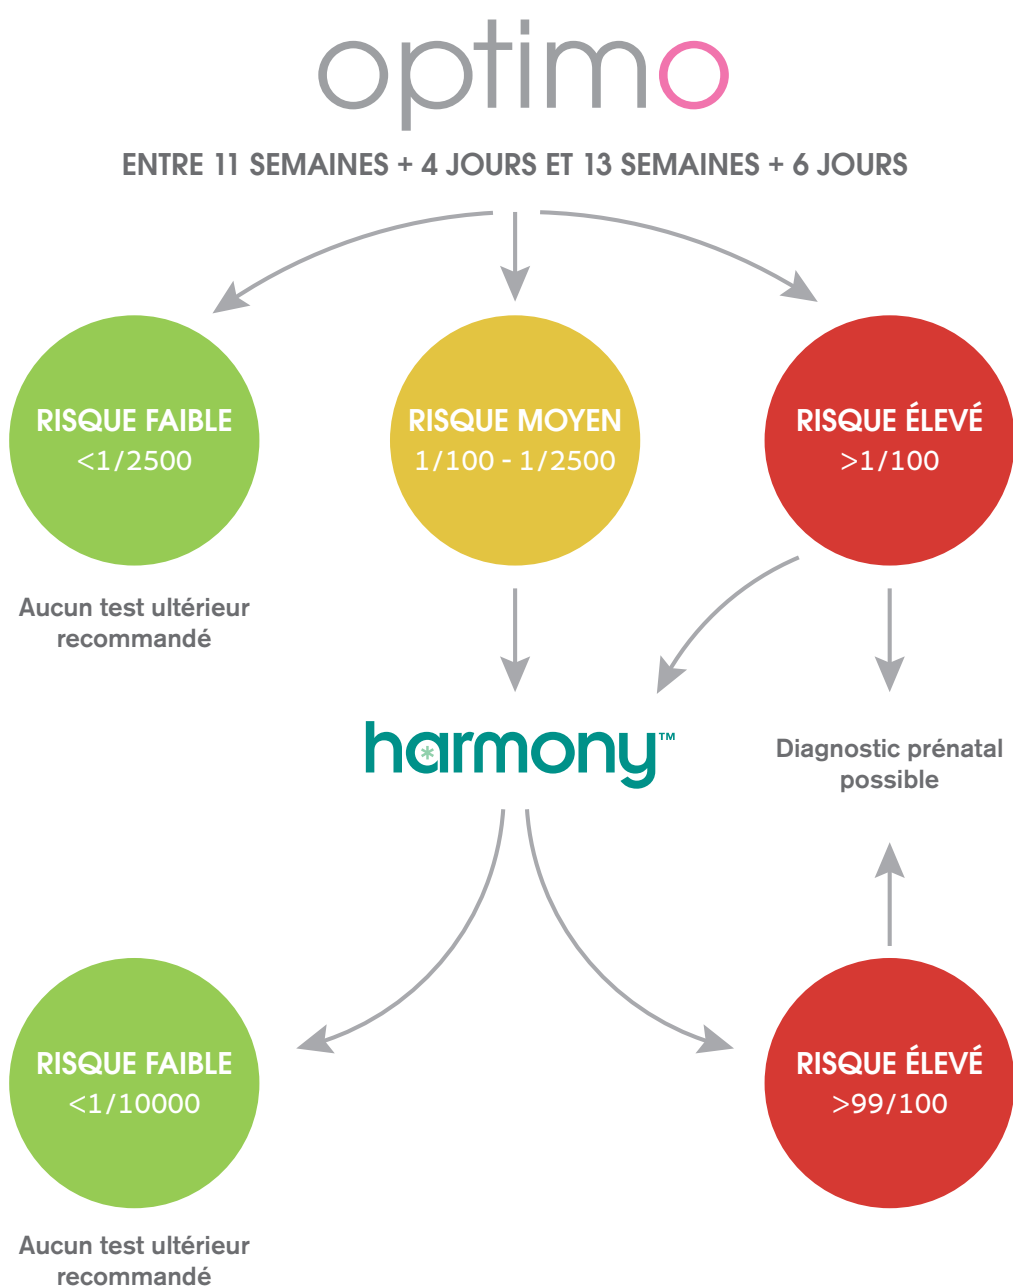 optimo
ENTRE 11 SEMAINES + 4 JOURS ET 13 SEMAINES + 6 JOURS
RISQUE FAIBLE
<1/2500
RISQUE MOYEN
1/100 - 1/2500
RISQUE ÉLEVÉ
>1/100
Aucun test ultérieur
recommandé
harmony™
Diagnostic prénatal
possible
RISQUE FAIBLE
<1/10000
RISQUE ÉLEVÉ
>99/100
Aucun test ultérieur
recommandé